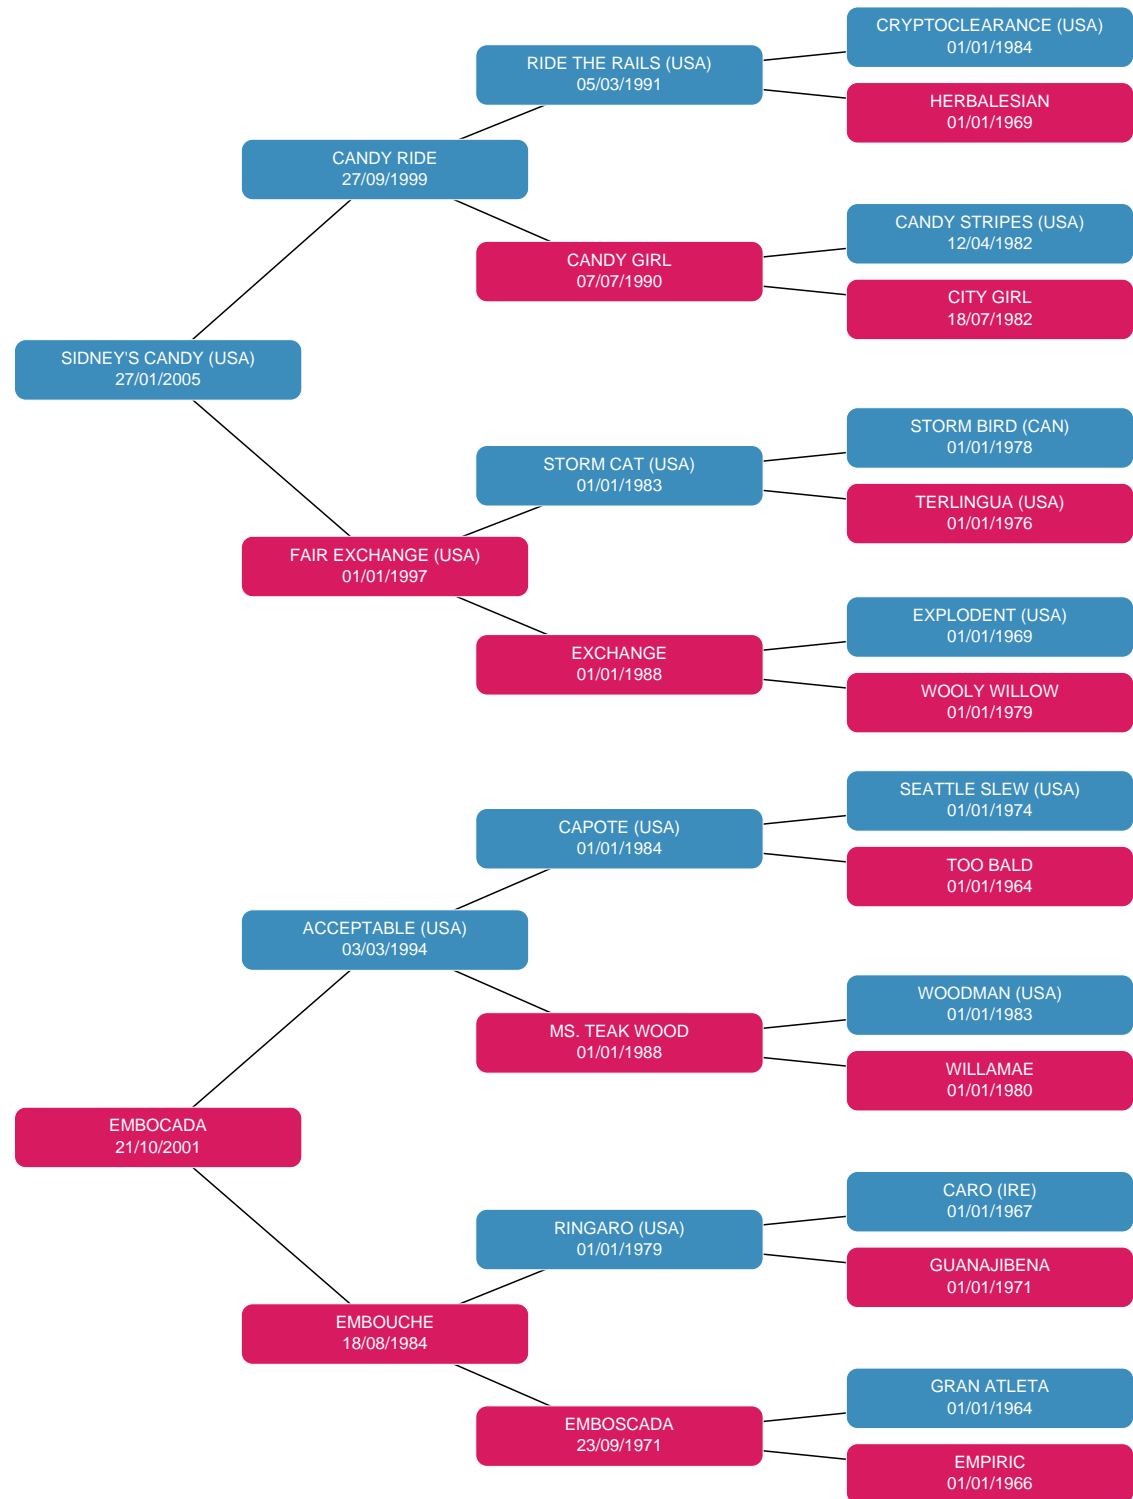 CRYPTOCLEARANCE (USA)
01/01/1984
RIDE THE RAILS (USA)
05/03/1991
HERBALESIAN
01/01/1969
CANDY RIDE
27/09/1999
CANDY STRIPES (USA)
12/04/1982
CANDY GIRL
07/07/1990
CITY GIRL
18/07/1982
SIDNEY'S CANDY (USA)
27/01/2005
STORM BIRD (CAN)
01/01/1978
STORM CAT (USA)
01/01/1983
TERLINGUA (USA)
01/01/1976
FAIR EXCHANGE (USA)
01/01/1997
EXPLODENT (USA)
01/01/1969
EXCHANGE
01/01/1988
WOOLY WILLOW
01/01/1979
SEATTLE SLEW (USA)
01/01/1974
CAPOTE (USA)
01/01/1984
TOO BALD
01/01/1964
ACCEPTABLE (USA)
03/03/1994
WOODMAN (USA)
01/01/1983
MS. TEAK WOOD
01/01/1988
WILLAMAE
01/01/1980
EMBOCADA
21/10/2001
CARO (IRE)
01/01/1967
RINGARO (USA)
01/01/1979
GUANAJIBENA
01/01/1971
EMBOUCHE
18/08/1984
GRAN ATLETA
01/01/1964
EMBOSCADA
23/09/1971
EMPIRIC
01/01/1966